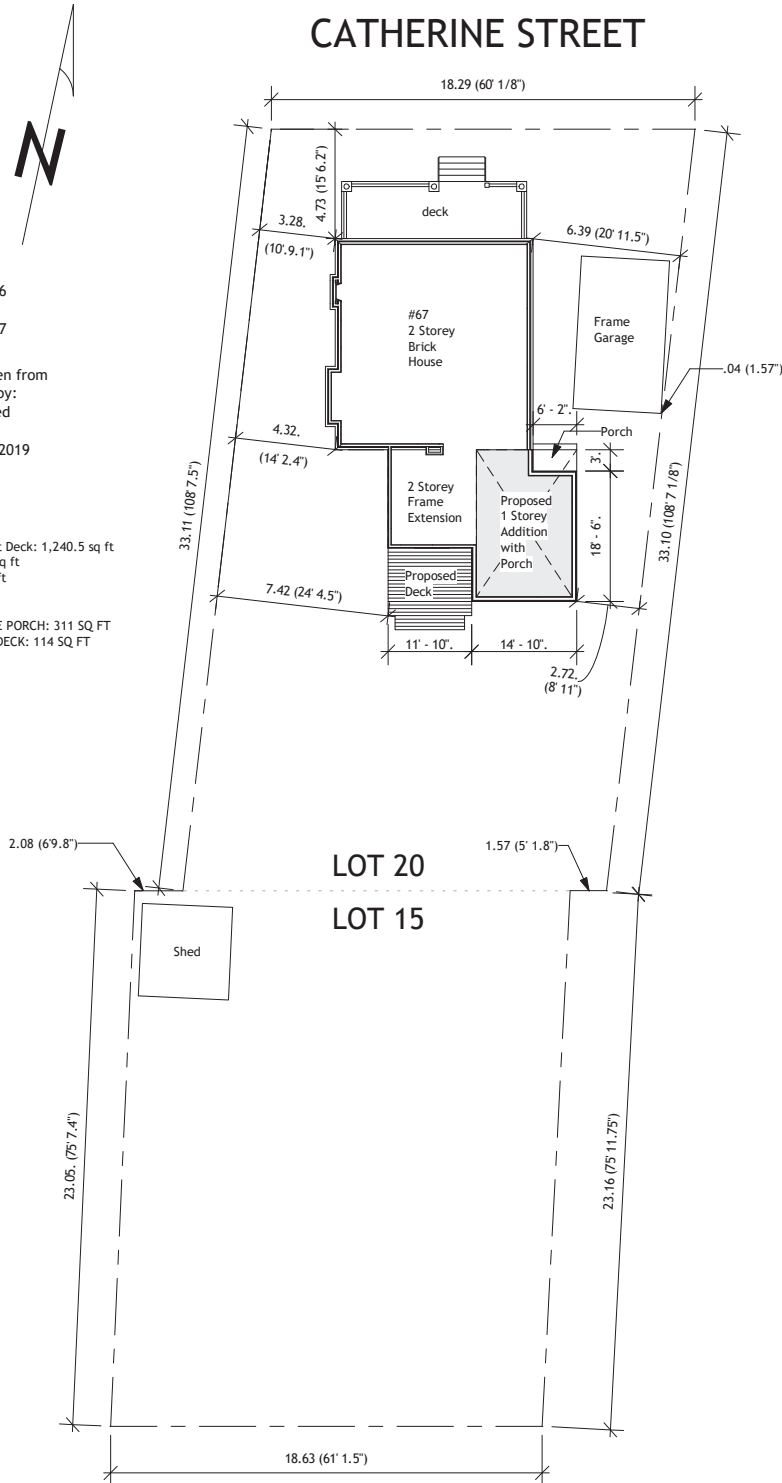 CATHERINE STREET
18.29 (60' 1/8")
N
4.73 (15' 6.2")
deck
3.28.
(10'.9.1")
6.39 (20' 11.5")
6
7
en from
by:
ed
2019
#67
2 Storey
Brick
House
Frame
Garage
.04 (1.57")
6' - 2".
Porch
3'.
4.32.
(14' 2.4")
33.11 (108' 7.5")
33.10 (108' 7 1/8")
2 Storey
Frame
Extension
Proposed
1 Storey
Addition
with
Porch
18' - 6".
t Deck: 1,240.5 sq ft
q ft
ft
E PORCH: 311 SQ FT
DECK: 114 SQ FT
7.42 (24' 4.5")
Proposed
Deck
11' - 10".
14' - 10".
2.72.
(8' 11")
2.08 (6'9.8")
1.57 (5' 1.8")
LOT 20
LOT 15
Shed
23.05. (75' 7.4")
23.16 (75' 11.75")
18.63 (61' 1.5")